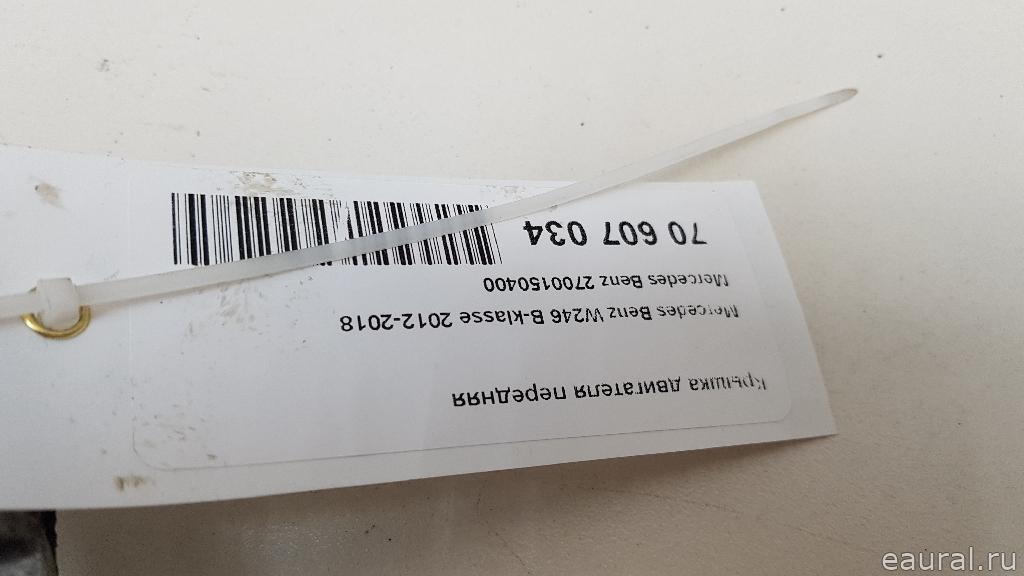 Крышка двигателя передняя
Mercedes Benz W246 B-klasse 2012-2018
Mercedes Benz 2700150400
70 607 034
eaural.ru